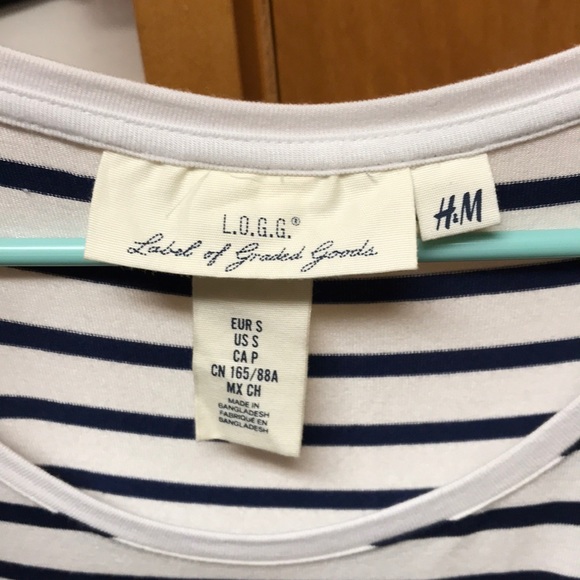 L.O.G.G.®
Label of Graded Goods
H&M
EUR S
US S
CA P
CN 165/88A
MX CH
MADE IN
BANGLADESH
FABRIQUÉ EN
BANGLADESH